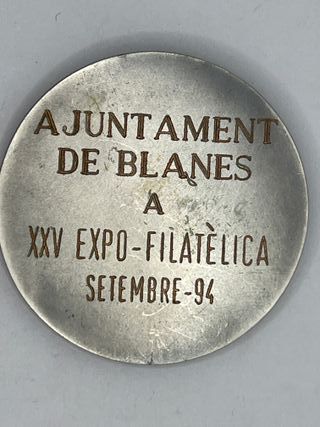 AJUNTAMENT
DE BLANES
A
XXV EXPO-FILATÈLICA
SETEMBRE-94